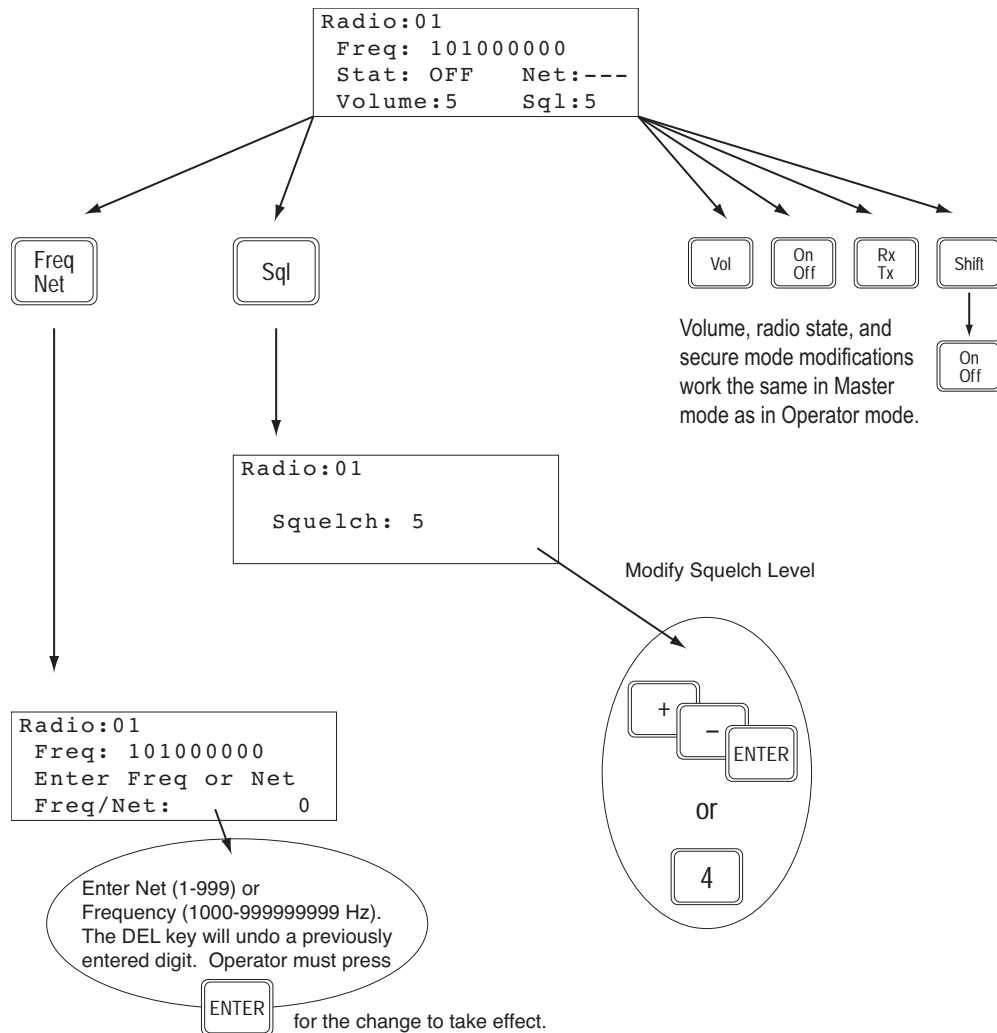 Radio:01
Freq: 101000000
Stat: OFF Net:---
Volume:5 Sql:5
Freq
Net
Sql
Vol
On
Off
Rx
Tx
Shift
On
Off
Volume, radio state, and
secure mode modifications
work the same in Master
mode as in Operator mode.
Radio:01
Squelch: 5
Modify Squelch Level
+
−
ENTER
or
4
Radio:01
Freq: 101000000
Enter Freq or Net
Freq/Net: 0
Enter Net (1-999) or
Frequency (1000-999999999 Hz).
The DEL key will undo a previously
entered digit. Operator must press
ENTER
for the change to take effect.